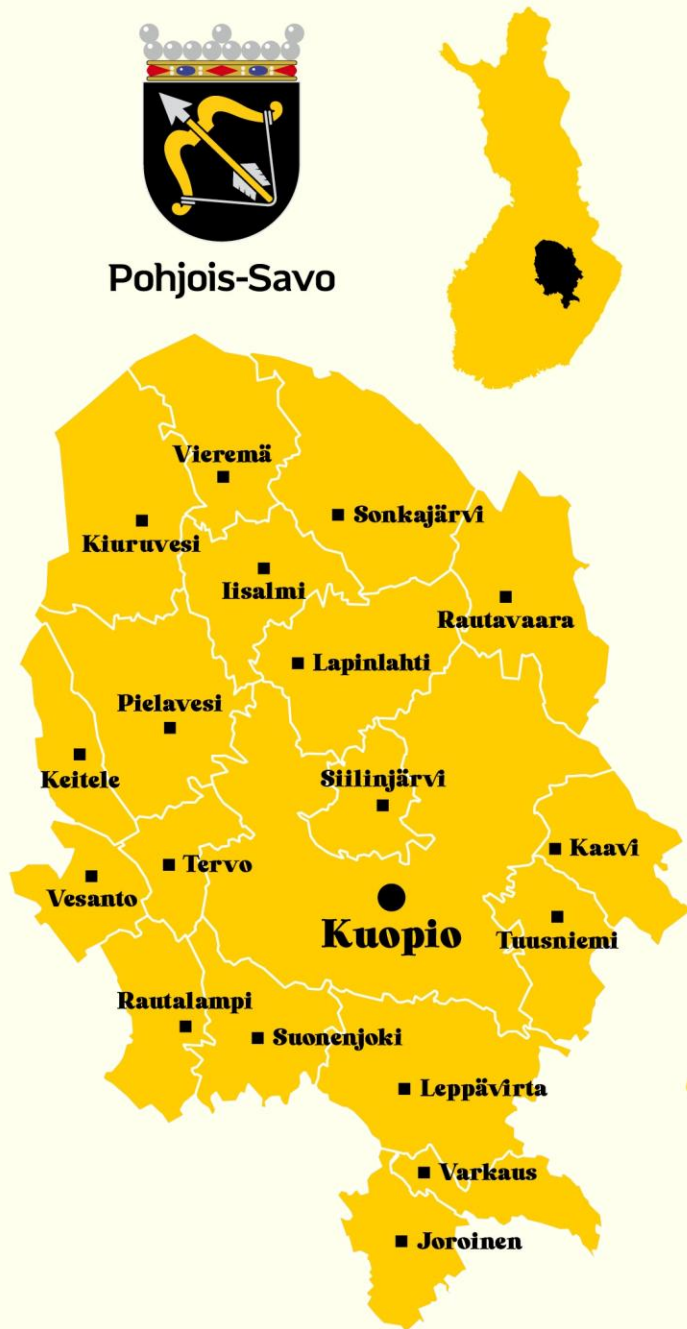 Pohjois-Savo
Vieremä
Sonkajärvi
Kiuruvesi
Iisalmi
Rautavaara
Lapinlahti
Pielavesi
Keitele
Siilinjärvi
Kaavi
Tervo
Vesanto
Kuopio
Tuusniemi
Rautalampi
Suonenjoki
Leppävirta
Varkaus
Joroinen